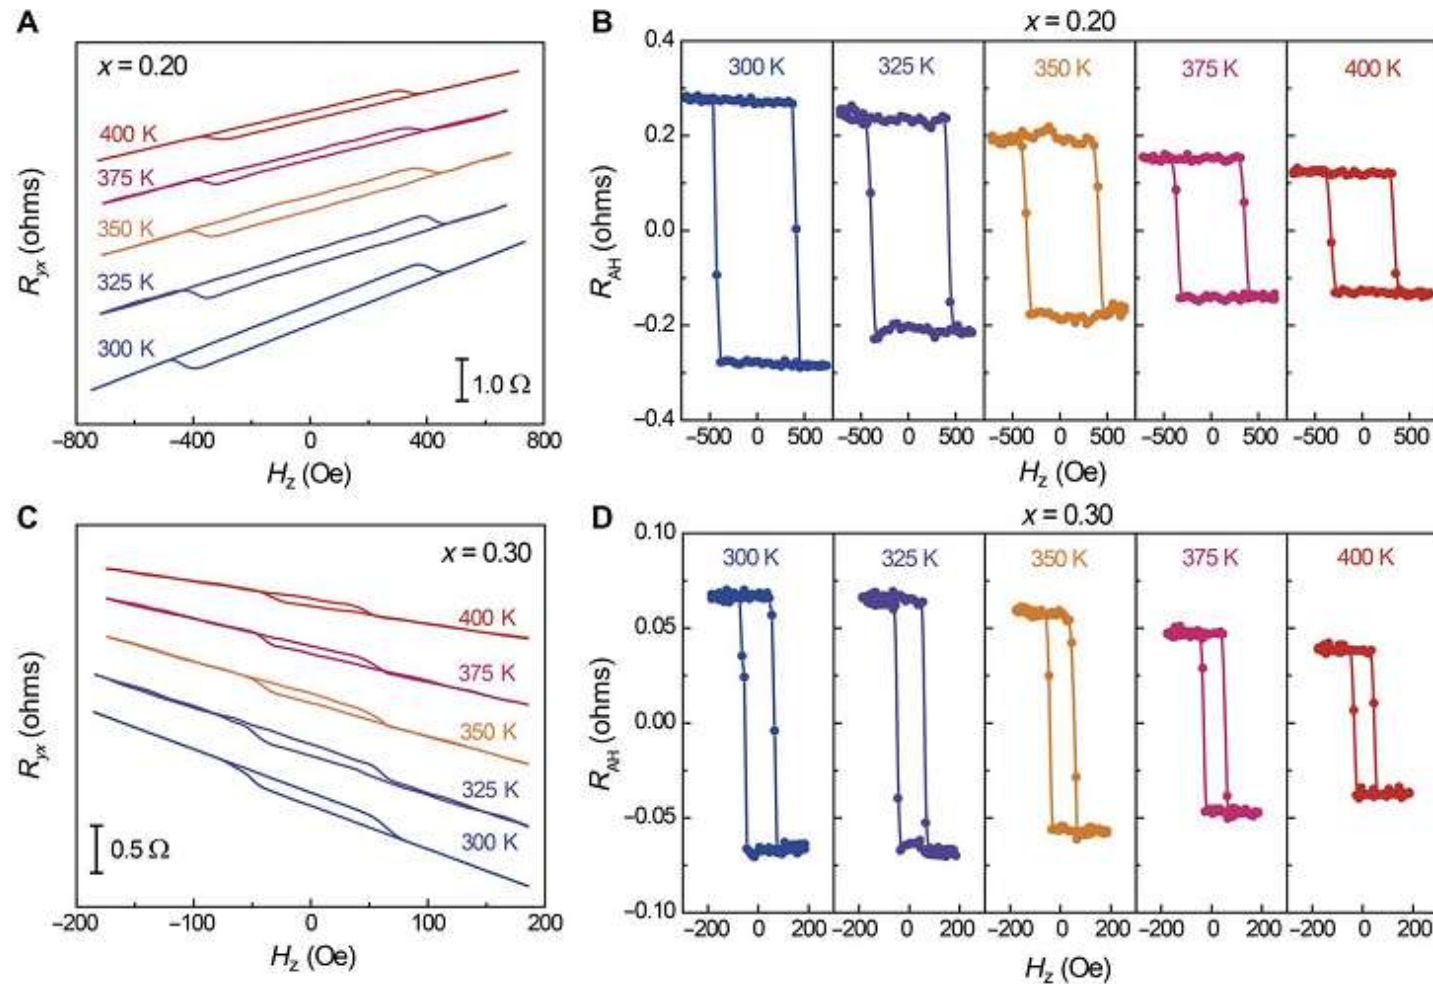 A
x = 0.20
400 K
375 K
350 K
325 K
300 K
1.0 Ω
R_yx (ohms)
−800 −400 0 400 800
H_z (Oe)
B
x = 0.20
300 K 325 K 350 K 375 K 400 K
0.4
0.2
0.0
−0.2
−0.4
R_AH (ohms)
−500 0 500 −500 0 500 −500 0 500 −500 0 500 −500 0 500
H_z (Oe)
C
x = 0.30
400 K
375 K
350 K
325 K
300 K
0.5 Ω
R_yx (ohms)
−200 −100 0 100 200
H_z (Oe)
D
x = 0.30
300 K 325 K 350 K 375 K 400 K
0.10
0.05
0.00
−0.05
−0.10
R_AH (ohms)
−200 0 200 −200 0 200 −200 0 200 −200 0 200 −200 0 200
H_z (Oe)